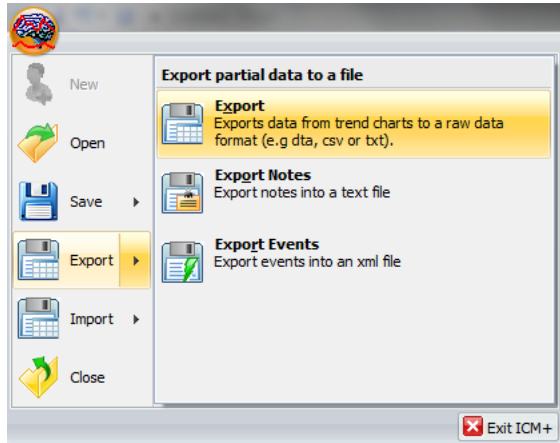 New
Open
Save
Export
Import
Close
Export partial data to a file
Export
Exports data from trend charts to a raw data
format (e.g dta, csv or txt).
Export Notes
Export notes into a text file
Export Events
Export events into an xml file
Exit ICM+